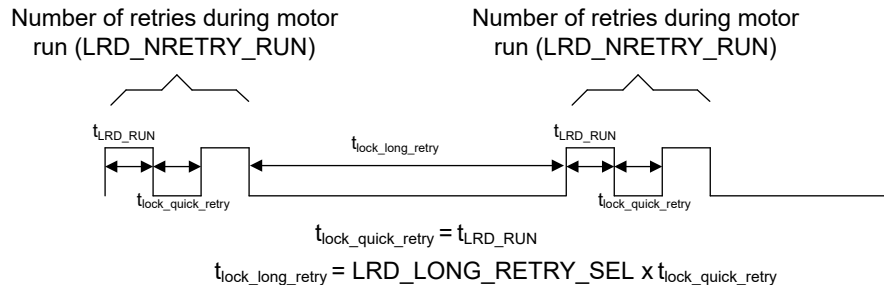 Number of retries during motor
run (LRD_NRETRY_RUN)
Number of retries during motor
run (LRD_NRETRY_RUN)
tLRD_RUN
tlock_long_retry
tLRD_RUN
tlock_quick_retry
tlock_quick_retry
tlock_quick_retry = tLRD_RUN
tlock_long_retry = LRD_LONG_RETRY_SEL x tlock_quick_retry